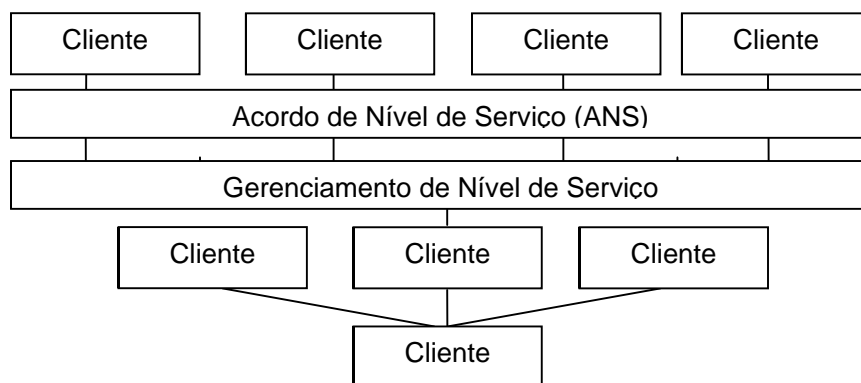 Cliente Cliente Cliente Cliente
Acordo de Nível de Serviço (ANS)
Gerenciamento de Nível de Serviço
Cliente Cliente Cliente
Cliente